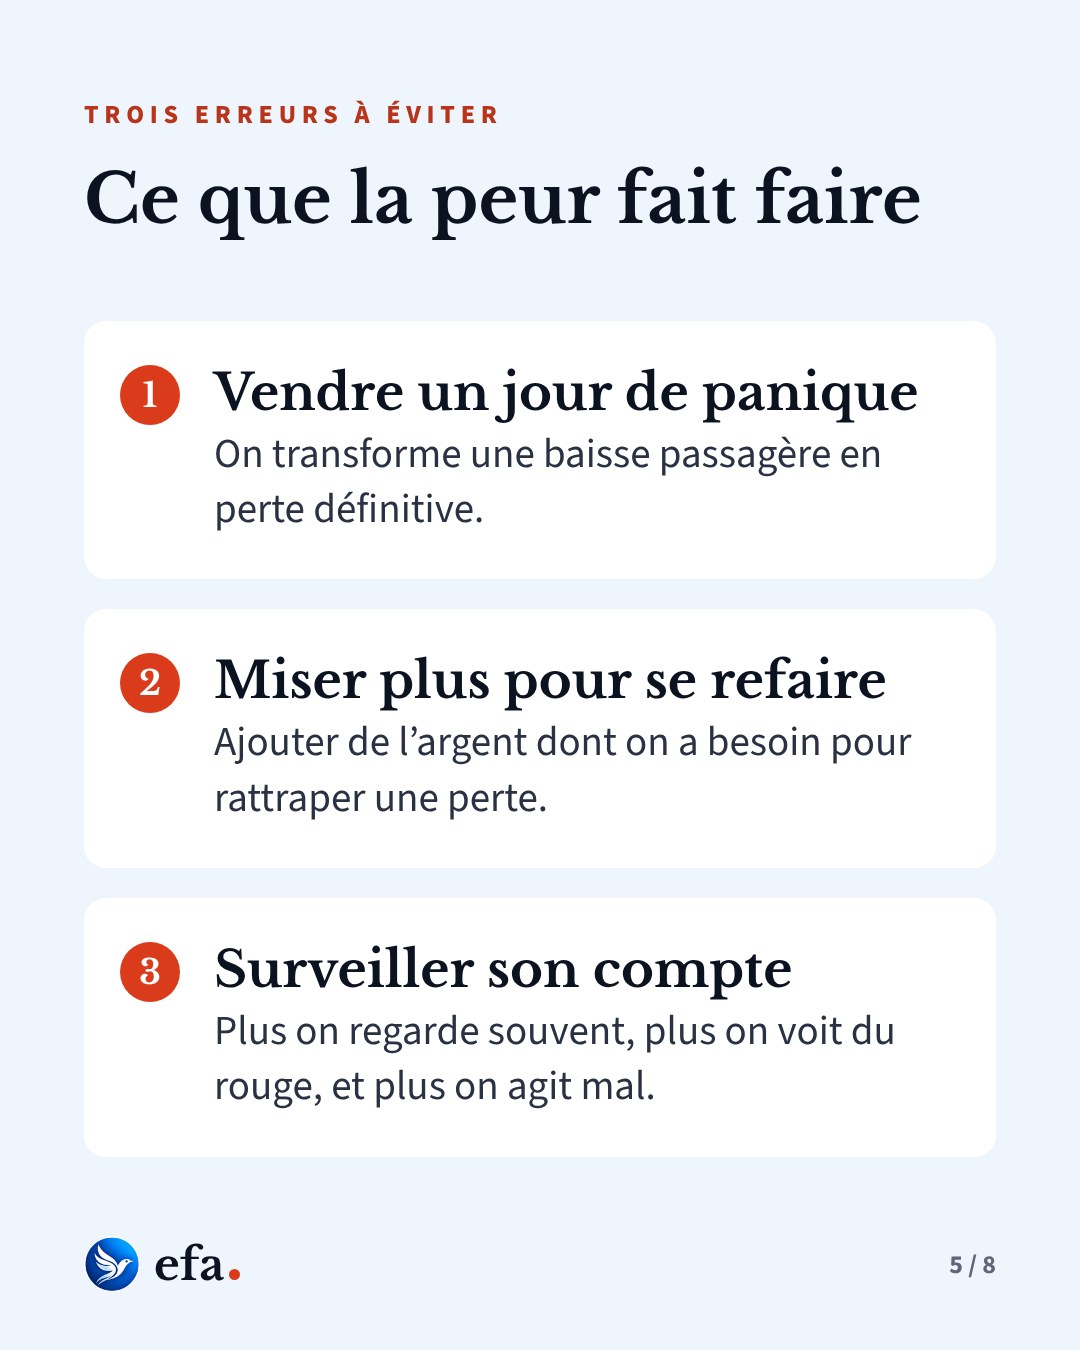 TROIS ERREURS À ÉVITER
Ce que la peur fait faire
1 Vendre un jour de panique
On transforme une baisse passagère en
perte définitive.
2 Miser plus pour se refaire
Ajouter de l’argent dont on a besoin pour
rattraper une perte.
3 Surveiller son compte
Plus on regarde souvent, plus on voit du
rouge, et plus on agit mal.
efa.
5 / 8